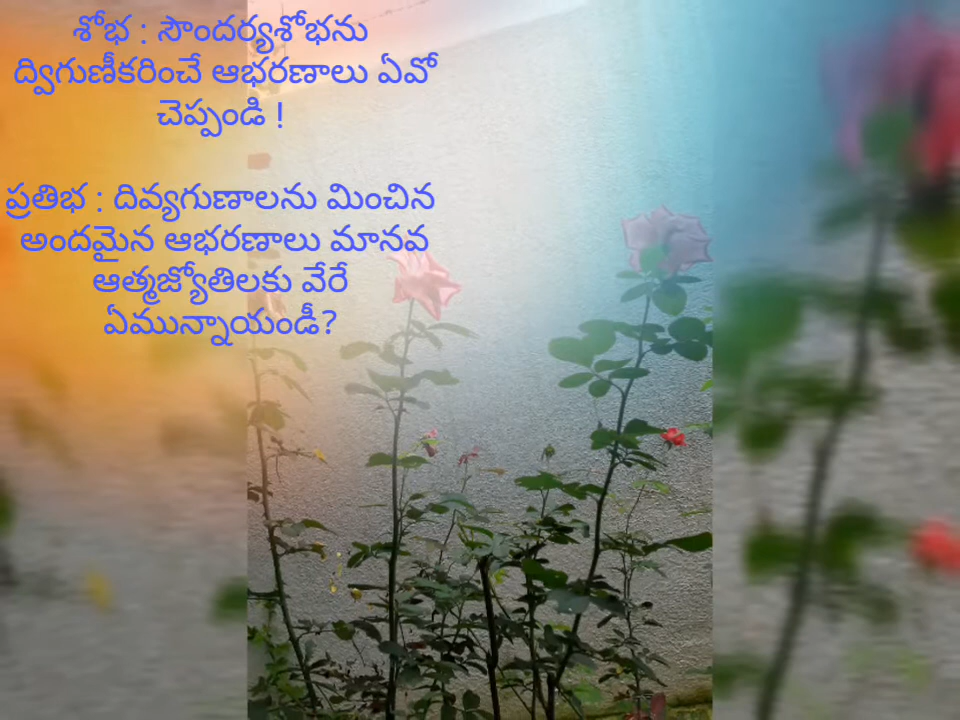 శోభ : సౌందర్యశోభను
ద్విగుణీకరించే ఆభరణాలు ఏవో
చెప్పండి !
ప్రతిభ : దివ్యగుణాలను మించిన
అందమైన ఆభరణాలు మానవ
ఆత్మజ్యోతిలకు వేరే
ఏమున్నాయండీ?